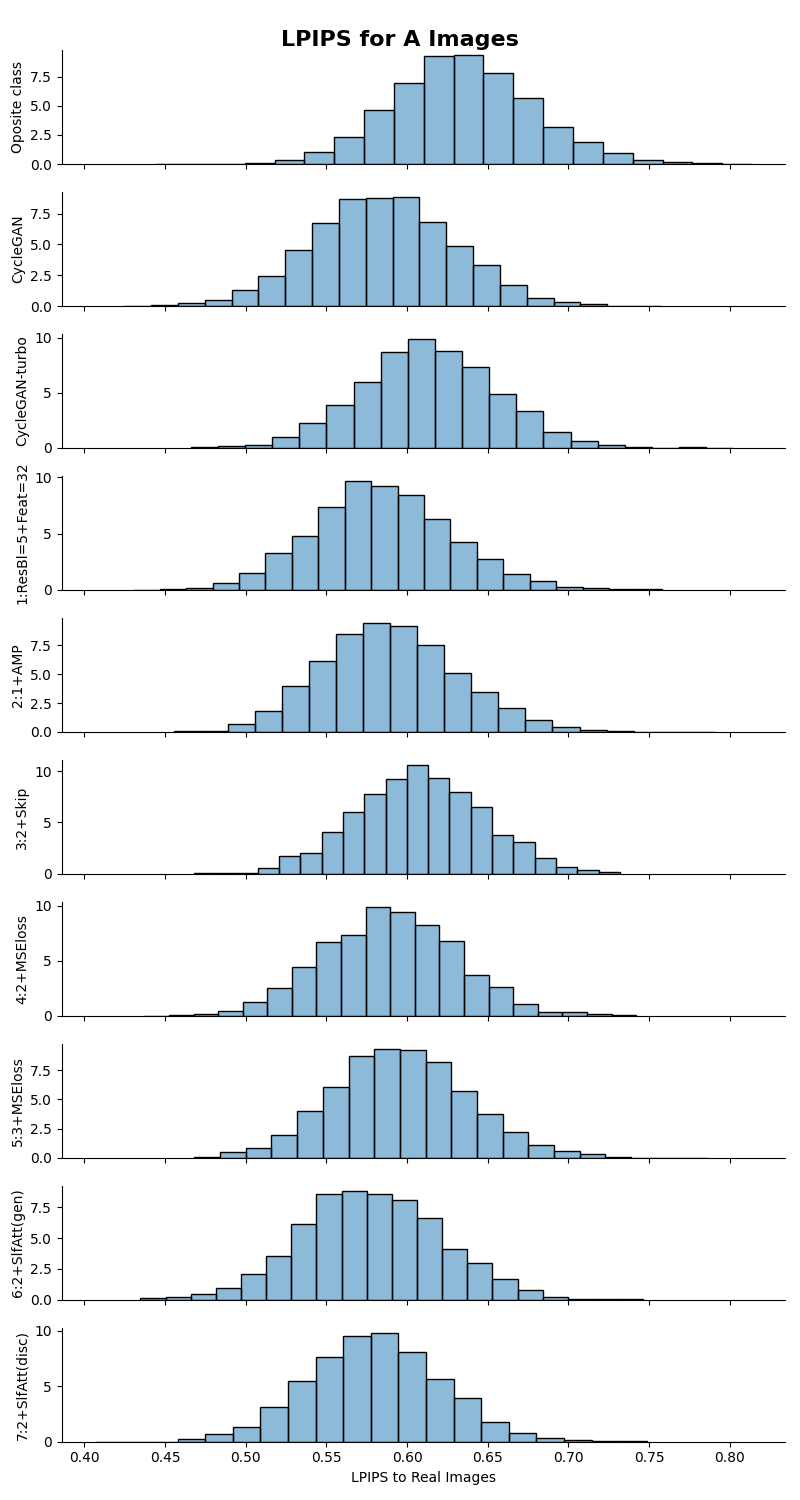 LPIPS for A Images
Oposite class
7.5
5.0
2.5
0.0
CycleGAN
7.5
5.0
2.5
0.0
CycleGAN-turbo
10
5
0
1:ResBl=5+Feat=32
10
5
0
2:1+AMP
7.5
5.0
2.5
0.0
3:2+Skip
10
5
0
4:2+MSEloss
10
5
0
5:3+MSEloss
7.5
5.0
2.5
0.0
6:2+SlfAtt(gen)
7.5
5.0
2.5
0.0
7:2+SlfAtt(disc)
10
5
0
0.40 0.45 0.50 0.55 0.60 0.65 0.70 0.75 0.80
LPIPS to Real Images